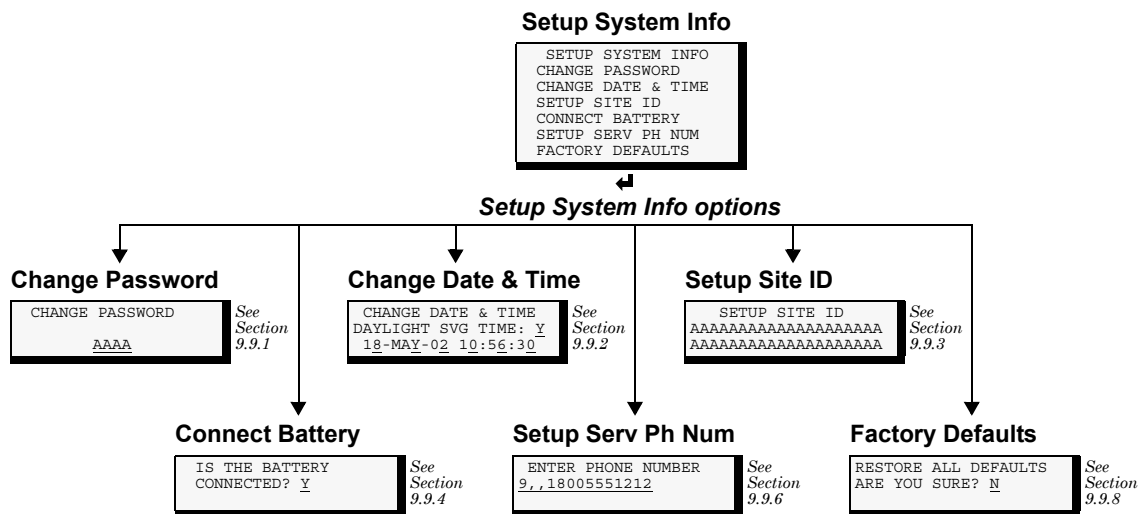 Setup System Info
SETUP SYSTEM INFO
CHANGE PASSWORD
CHANGE DATE & TIME
SETUP SITE ID
CONNECT BATTERY
SETUP SERV PH NUM
FACTORY DEFAULTS
Setup System Info options
Change Password
CHANGE PASSWORD
AAAA
See
Section
9.9.1
Change Date & Time
CHANGE DATE & TIME
DAYLIGHT SVG TIME: Y
18-MAY-02 10:56:30
See
Section
9.9.2
Setup Site ID
SETUP SITE ID
AAAAAAAAAAAAAAAAAAAA
AAAAAAAAAAAAAAAAAAAA
See
Section
9.9.3
Connect Battery
IS THE BATTERY
CONNECTED? Y
See
Section
9.9.4
Setup Serv Ph Num
ENTER PHONE NUMBER
9,,18005551212
See
Section
9.9.6
Factory Defaults
RESTORE ALL DEFAULTS
ARE YOU SURE? N
See
Section
9.9.8